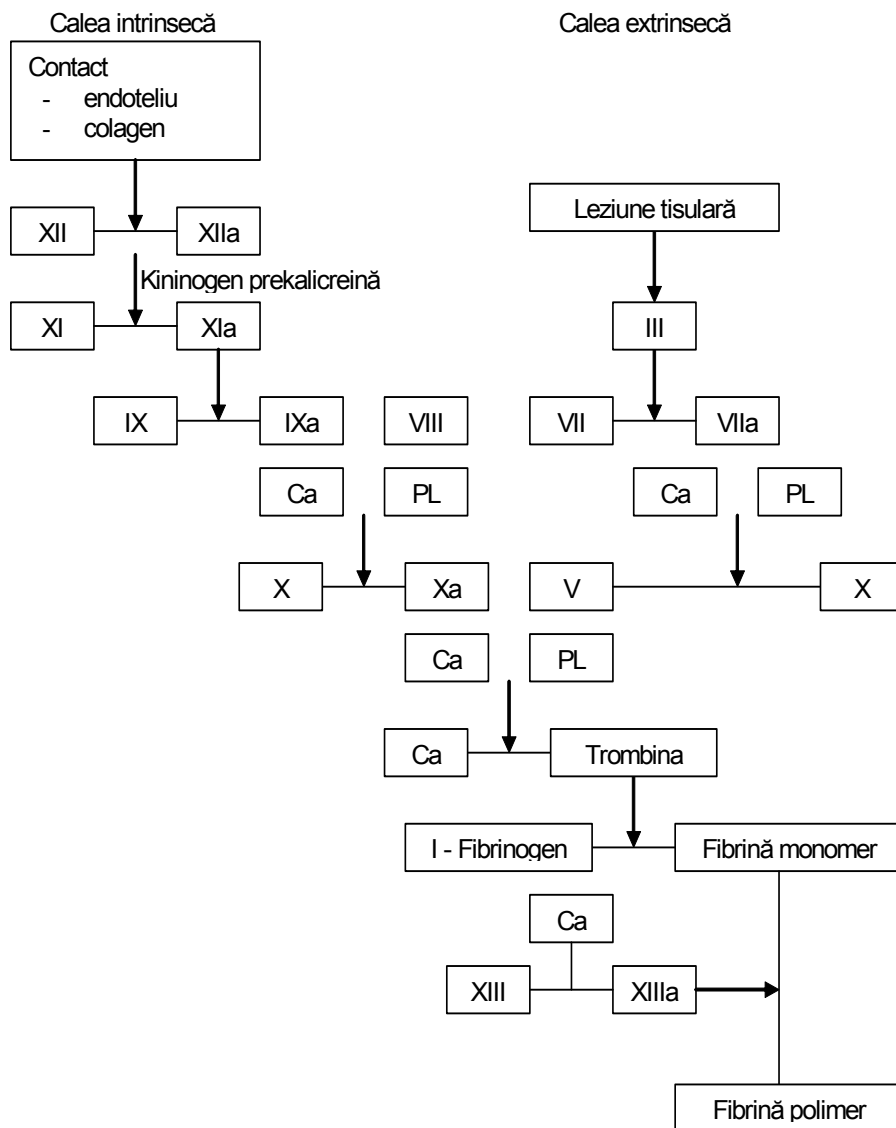 Calea intrinsecă
Calea extrinsecă
Contact
- endoteliu
- colagen
Leziune tisulară
XII
XIIa
Kininogen prekalicreină
XI
XIa
III
IX
IXa
VIII
VII
VIIa
Ca
PL
Ca
PL
X
Xa
V
X
Ca
PL
Ca
Trombina
I - Fibrinogen
Fibrină monomer
Ca
XIII
XIIIa
Fibrină polimer